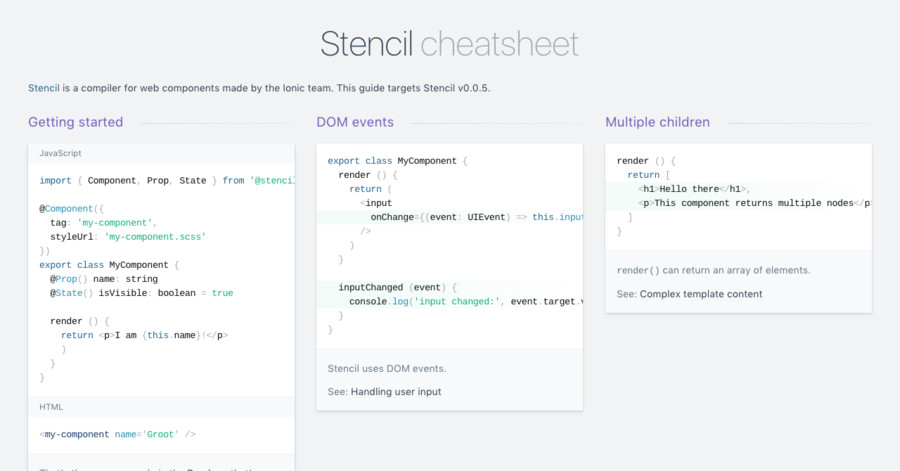 Stencil cheatsheet
Stencil is a compiler for web components made by the Ionic team. This guide targets Stencil v0.0.5.
Getting started
JavaScript
import { Component, Prop, State } from '@stencil
@Component({
tag: 'my-component',
styleUrl: 'my-component.scss'
})
export class MyComponent {
@Prop() name: string
@State() isVisible: boolean = true
render () {
return <p>I am {this.name}!</p>
)
}
}
HTML
<my-component name='Groot' />
DOM events
export class MyComponent {
render () {
return (
<input
onChange={(event: UIEvent) => this.input
/>
)
}
inputChanged (event) {
console.log('input changed:', event.target.v
}
}
Stencil uses DOM events.
See: Handling user input
Multiple children
render () {
return [
<h1>Hello there</h1>,
<p>This component returns multiple nodes</p
]
}
render() can return an array of elements.
See: Complex template content